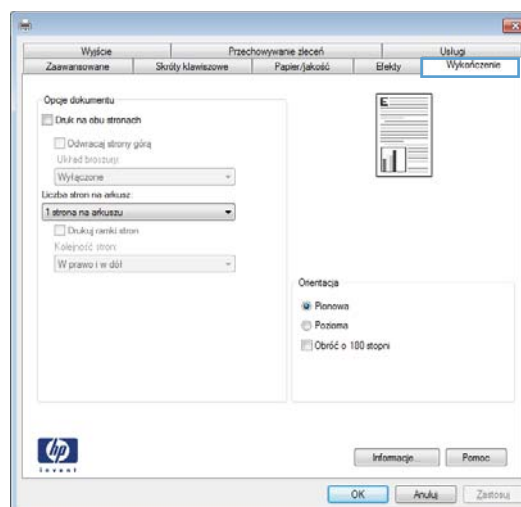 Wyjście Przechowywanie zleceń Usługi
Zaawansowane Skróty klawiszowe Papier/jakość Efekty Wykończenie
Opcje dokumentu
Druk na obu stronach
Odwracaj strony górą
Układ broszury:
Wyłączone
Liczba stron na arkusz:
1 strona na arkuszu
Drukuj ramki stron
Kolejność stron:
W prawo i w dół
E
Orientacja
Pionowa
Pozioma
Obróć o 180 stopni
hp
invent
Informacje... Pomoc
OK Anuluj Zastosuj